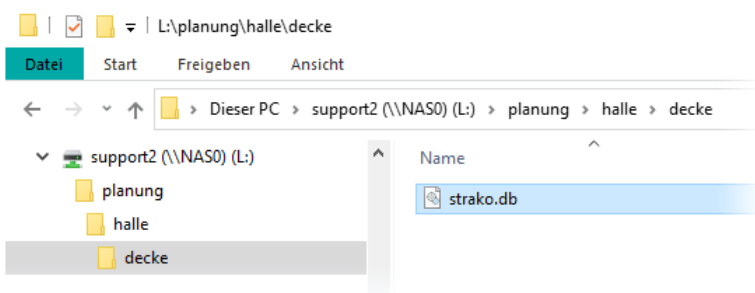 L:\planung\halle\decke
Datei Start Freigeben Ansicht
Dieser PC > support2 (\\NAS0) (L:) > planung > halle > decke
support2 (\\NAS0) (L:)
planung
halle
decke
Name
strako.db